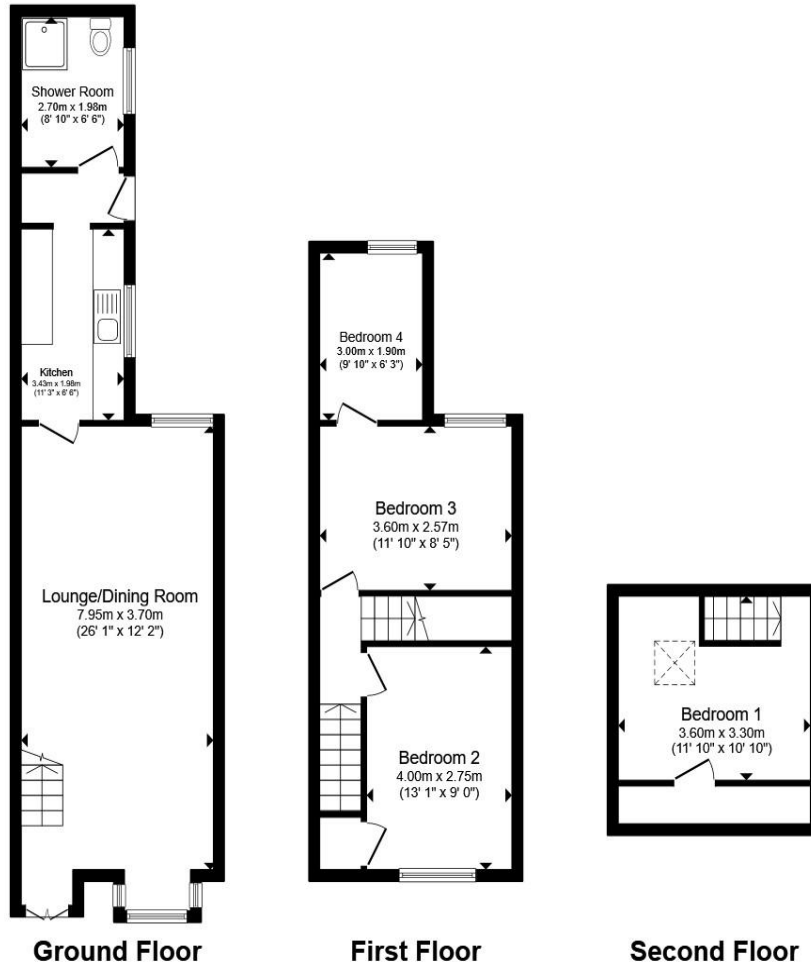 Shower Room
2.70m x 1.98m
(8' 10" x 6' 6")
Kitchen
3.43m x 1.98m
(11' 3" x 6' 6")
Lounge/Dining Room
7.95m x 3.70m
(26' 1" x 12' 2")
Ground Floor
Bedroom 4
3.00m x 1.90m
(9' 10" x 6' 3")
Bedroom 3
3.60m x 2.57m
(11' 10" x 8' 5")
Bedroom 2
4.00m x 2.75m
(13' 1" x 9' 0")
First Floor
Bedroom 1
3.60m x 3.30m
(11' 10" x 10' 10")
Second Floor